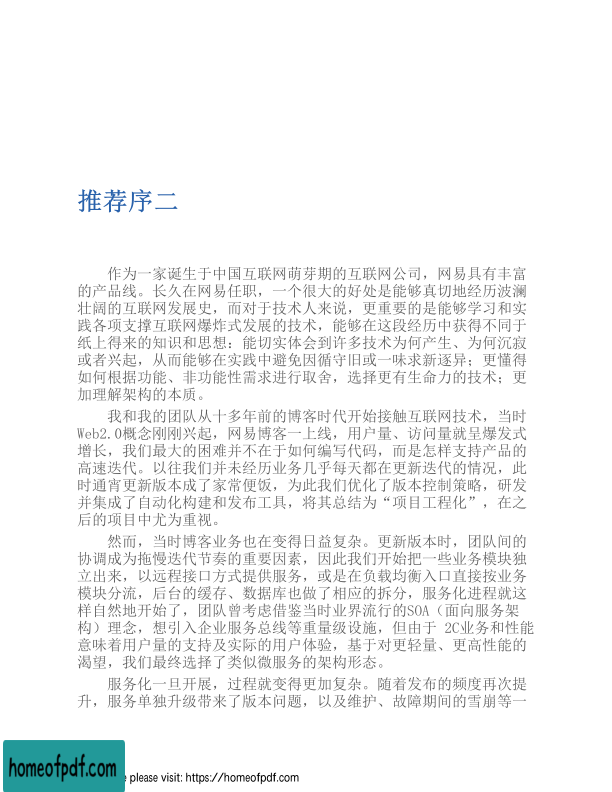 推荐序二
作为一家诞生于中国互联网萌芽期的互联网公司，网易具有丰富
的产品线。长久在网易任职，一个很大的好处是能够真切地经历波澜
壮阔的互联网发展史，而对于技术人来说，更重要的是能够学习和实
践各项支撑互联网爆炸式发展的技术，能够在这段经历中获得不同于
纸上得来的知识和思想：能切实体会到许多技术为何产生、为何沉寂
或者兴起，从而能够在实践中避免因循守旧或一味求新逐异；更懂得
如何根据功能、非功能性需求进行取舍，选择更有生命力的技术；更
加理解架构的本质。
我和我的团队从十多年前的博客时代开始接触互联网技术，当时
Web2.0概念刚刚兴起，网易博客一上线，用户量、访问量就呈爆发式
增长，我们最大的困难并不在于如何编写代码，而是怎样支持产品的
高速迭代。以往我们并未经历业务几乎每天都在更新迭代的情况，此
时通宵更新版本成了家常便饭，为此我们优化了版本控制策略，研发
并集成了自动化构建和发布工具，将其总结为“项目工程化”，在之
后的项目中尤为重视。
然而，当时博客业务也在变得日益复杂。更新版本时，团队间的
协调成为拖慢迭代节奏的重要因素，因此我们开始把一些业务模块独
立出来，以远程接口方式提供服务，或是在负载均衡入口直接按业务
模块分流，后台的缓存、数据库也做了相应的拆分，服务化进程就这
样自然地开始了，团队曾考虑借鉴当时业界流行的SOA（面向服务架
构）理念，想引入企业服务总线等重量级设施，但由于 2C业务和性能
意味着用户量的支持及实际的用户体验，基于对更轻量、更高性能的
渴望，我们最终选择了类似微服务的架构形态。
服务化一旦开展，过程就变得更加复杂。随着发布的频度再次提
升，服务单独升级带来了版本问题，以及维护、故障期间的雪崩等一
homeofpdf.com
e please visit: https://homeofpdf.com